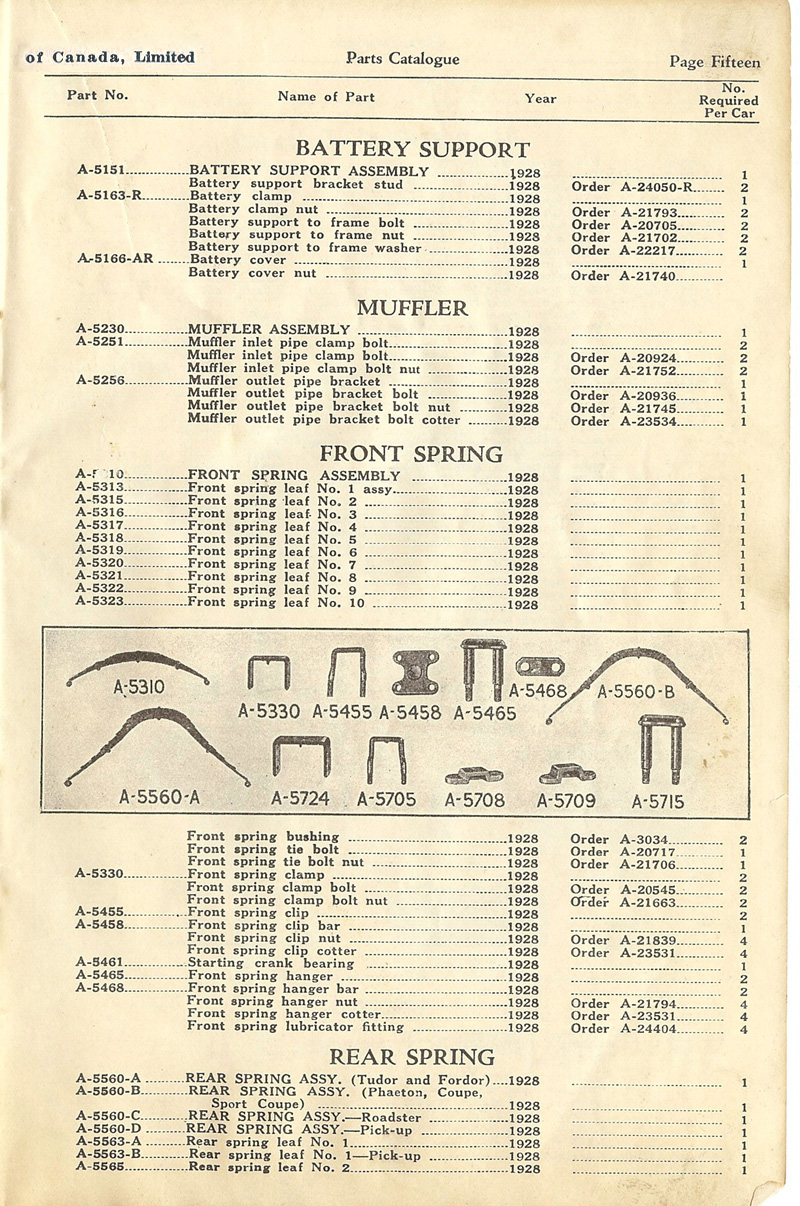 of Canada, Limited Parts Catalogue Page Fifteen
Part No. Name of Part Year No. Required Per Car
BATTERY SUPPORT
A-5151..............BATTERY SUPPORT ASSEMBLY ................1928 .................... 1
Battery support bracket stud ................1928 Order A-24050-R....... 2
A-5163-R...........Battery clamp ................1928 .................... 1
Battery clamp nut ................1928 Order A-21793.......... 2
Battery support to frame bolt ................1928 Order A-20705.......... 2
Battery support to frame nut ................1928 Order A-21702.......... 2
Battery support to frame washer ................1928 Order A-22217.......... 2
A-5166-AR .......Battery cover ................1928 .................... 1
Battery cover nut ................1928 Order A-21740..........
MUFFLER
A-5230..............MUFFLER ASSEMBLY ................1928 .................... 1
A-5251..............Muffler inlet pipe clamp bolt................1928 .................... 2
Muffler inlet pipe clamp bolt................1928 Order A-20924.......... 2
Muffler inlet pipe clamp bolt nut ................1928 Order A-21752.......... 2
A-5256..............Muffler outlet pipe bracket ................1928 .................... 1
Muffler outlet pipe bracket bolt ................1928 Order A-20936.......... 1
Muffler outlet pipe bracket bolt nut ................1928 Order A-21745.......... 1
Muffler outlet pipe bracket bolt cotter .........1928 Order A-23534.......... 1
FRONT SPRING
A-5310..............FRONT SPRING ASSEMBLY ................1928 .................... 1
A-5313..............Front spring leaf No. 1 assy................1928 .................... 1
A-5315..............Front spring leaf No. 2 ................1928 .................... 1
A-5316..............Front spring leaf No. 3 ................1928 .................... 1
A-5317..............Front spring leaf No. 4 ................1928 .................... 1
A-5318..............Front spring leaf No. 5 ................1928 .................... 1
A-5319..............Front spring leaf No. 6 ................1928 .................... 1
A-5320..............Front spring leaf No. 7 ................1928 .................... 1
A-5321..............Front spring leaf No. 8 ................1928 .................... 1
A-5322..............Front spring leaf No. 9 ................1928 .................... 1
A-5323..............Front spring leaf No. 10 ................1928 .................... 1
A-5310 A-5330 A-5455 A-5458 A-5465 A-5468 A-5560-B
A-5560-A A-5724 A-5705 A-5708 A-5709 A-5715
Front spring bushing ................1928 Order A-3034............ 2
Front spring tie bolt ................1928 Order A-20717.......... 1
Front spring tie bolt nut ................1928 Order A-21706.......... 1
A-5330..............Front spring clamp ................1928 .................... 2
Front spring clamp bolt ................1928 Order A-20545.......... 2
Front spring clamp bolt nut ................1928 Order A-21663.......... 2
A-5455..............Front spring clip ................1928 .................... 2
A-5458..............Front spring clip bar ................1928 .................... 1
Front spring clip nut ................1928 Order A-21839.......... 4
Front spring clip cotter ................1928 Order A-23531.......... 4
A-5461..............Starting crank bearing ................1928 .................... 1
A-5465..............Front spring hanger ................1928 .................... 2
A-5468..............Front spring hanger bar ................1928 .................... 2
Front spring hanger nut ................1928 Order A-21794.......... 4
Front spring hanger cotter................1928 Order A-23531.......... 4
Front spring lubricator fitting ................1928 Order A-24404.......... 4
REAR SPRING
A-5560-A .........REAR SPRING ASSY. (Tudor and Fordor)....1928 .................... 1
A-5560-B..........REAR SPRING ASSY. (Phaeton, Coupe,
Sport Coupe) ................1928 .................... 1
A-5560-C..........REAR SPRING ASSY.—Roadster ................1928 .................... 1
A-5560-D .........REAR SPRING ASSY.—Pick-up ................1928 .................... 1
A-5563-A .........Rear spring leaf No. 1................1928 .................... 1
A-5563-B..........Rear spring leaf No. 1—Pick-up ................1928 .................... 1
A-5565..............Rear spring leaf No. 2................1928 .................... 1